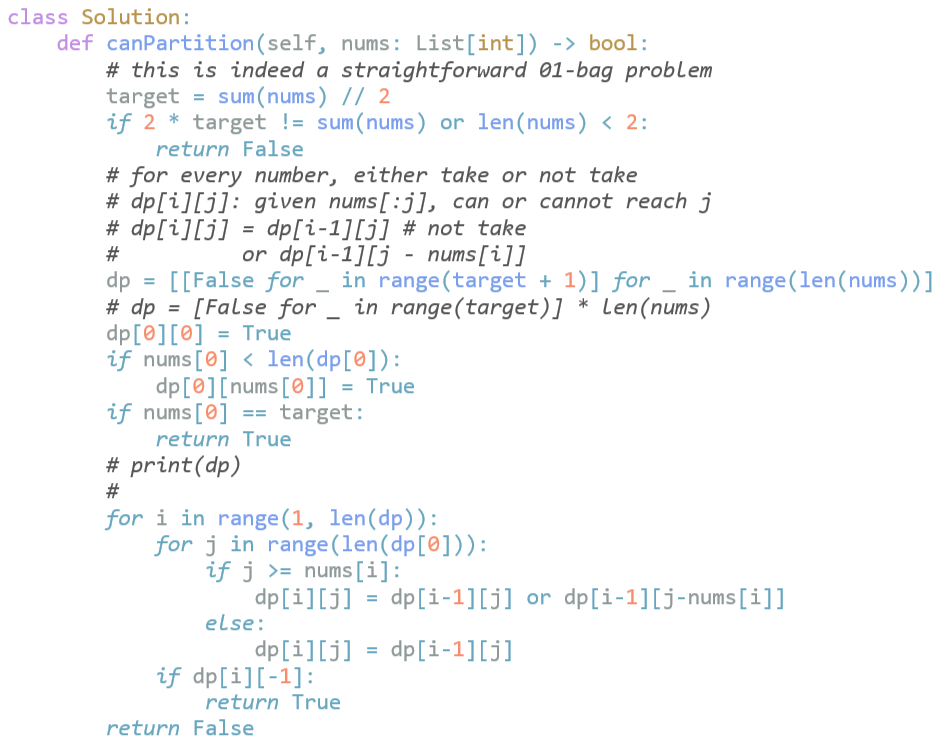 class Solution:
    def canPartition(self, nums: List[int]) -> bool:
        # this is indeed a straightforward 01-bag problem
        target = sum(nums) // 2
        if 2 * target != sum(nums) or len(nums) < 2:
            return False
        # for every number, either take or not take
        # dp[i][j]: given nums[:j], can or cannot reach j
        # dp[i][j] = dp[i-1][j] # not take
        #          or dp[i-1][j - nums[i]]
        dp = [[False for _ in range(target + 1)] for _ in range(len(nums))]
        # dp = [False for _ in range(target)] * len(nums)
        dp[0][0] = True
        if nums[0] < len(dp[0]):
            dp[0][nums[0]] = True
        if nums[0] == target:
            return True
        # print(dp)
        #
        for i in range(1, len(dp)):
            for j in range(len(dp[0])):
                if j >= nums[i]:
                    dp[i][j] = dp[i-1][j] or dp[i-1][j-nums[i]]
                else:
                    dp[i][j] = dp[i-1][j]
            if dp[i][-1]:
                return True
        return False